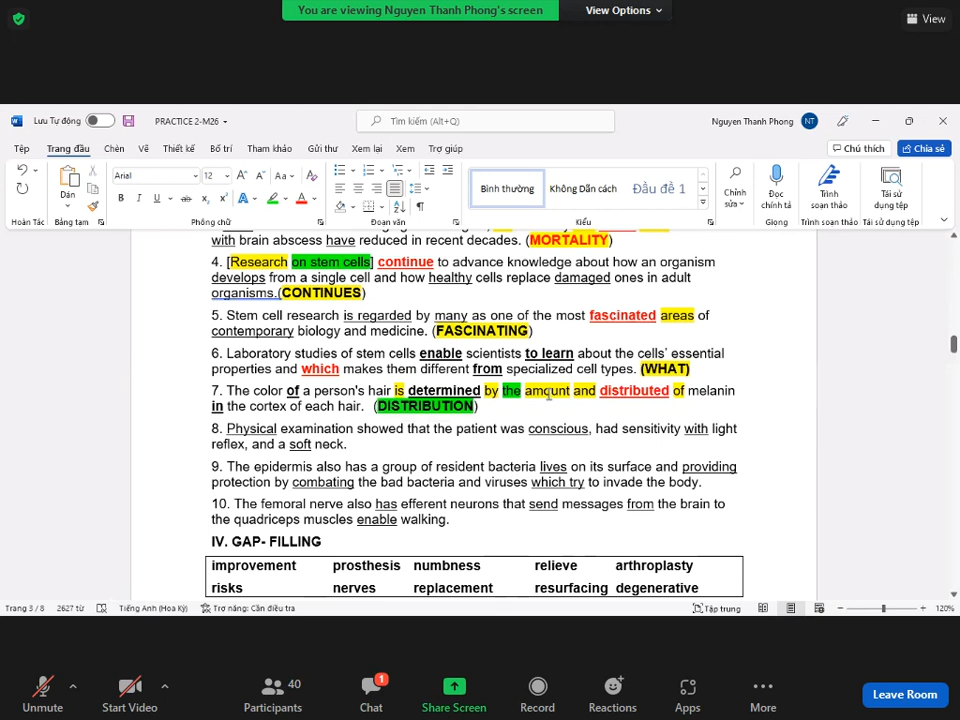 You are viewing Nguyen Thanh Phong's screen
View Options
View
Lưu Tự động
PRACTICE 2-M26
Tìm kiếm (Alt+Q)
Nguyen Thanh Phong
NT
Tệp Trang đầu Chèn Vẽ Thiết kế Bố trí Tham khảo Gửi thư Xem lại Xem Trợ giúp
Chú thích
Chia sẻ
Arial 12
Dán
Bình thường
Không Dãn cách
Đầu đề 1
Chỉnh sửa
Đọc chính tả
Trình soạn thảo
Tái sử dụng tệp
Hoàn Tác
Bảng tạm
Phông chữ
Đoạn văn
Kiểu
Giọng
Trình soạn thảo
Tái sử dụng tệp
with brain abscess have reduced in recent decades. (MORTALITY)
4. [Research on stem cells] continue to advance knowledge about how an organism
develops from a single cell and how healthy cells replace damaged ones in adult
organisms.(CONTINUES)
5. Stem cell research is regarded by many as one of the most fascinated areas of
contemporary biology and medicine. (FASCINATING)
6. Laboratory studies of stem cells enable scientists to learn about the cells' essential
properties and which makes them different from specialized cell types. (WHAT)
7. The color of a person's hair is determined by the amount and distributed of melanin
in the cortex of each hair. (DISTRIBUTION)
8. Physical examination showed that the patient was conscious, had sensitivity with light
reflex, and a soft neck.
9. The epidermis also has a group of resident bacteria lives on its surface and providing
protection by combating the bad bacteria and viruses which try to invade the body.
10. The femoral nerve also has efferent neurons that send messages from the brain to
the quadriceps muscles enable walking.
IV. GAP- FILLING
improvement prosthesis numbness relieve arthroplasty
risks nerves replacement resurfacing degenerative
Trang 3 / 8
2627 từ
Tiếng Anh (Hoa Kỳ)
Trợ năng: Cần điều tra
Tập trung
120%
Unmute
Start Video
40
Participants
1
Chat
Share Screen
Record
Reactions
Apps
More
Leave Room